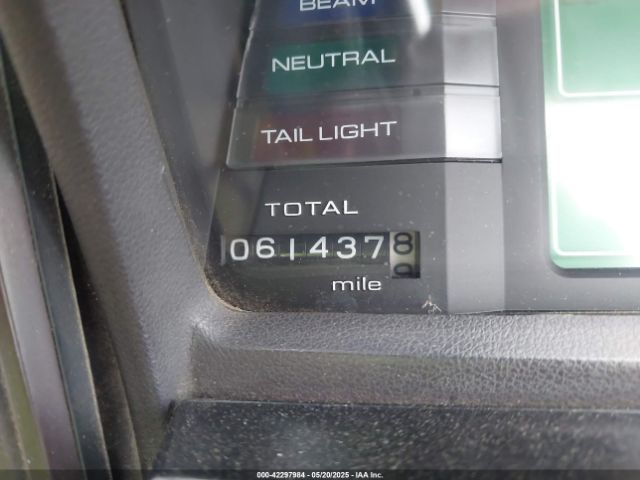 BEAM
NEUTRAL
TAIL LIGHT
TOTAL
0614378
mile
000-42297984 | 05/20/2025 | IAA Inc.